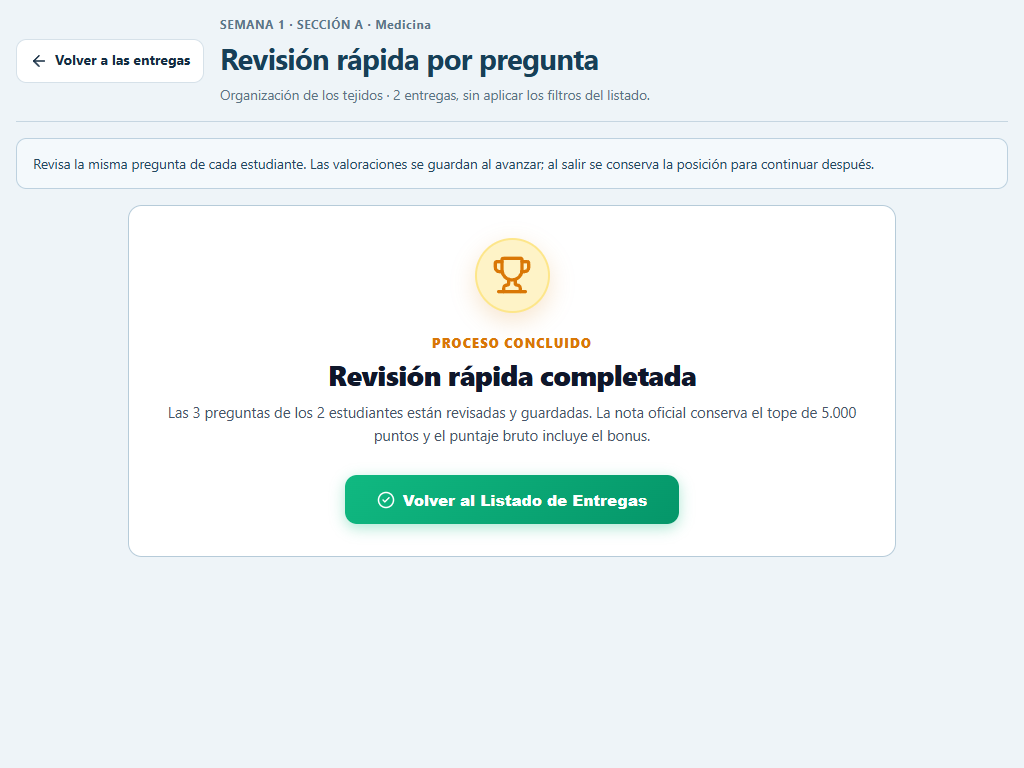 SEMANA 1 · SECCIÓN A · Medicina
Volver a las entregas
Revisión rápida por pregunta
Organización de los tejidos · 2 entregas, sin aplicar los filtros del listado.
Revisa la misma pregunta de cada estudiante. Las valoraciones se guardan al avanzar; al salir se conserva la posición para continuar después.
PROCESO CONCLUIDO
Revisión rápida completada
Las 3 preguntas de los 2 estudiantes están revisadas y guardadas. La nota oficial conserva el tope de 5.000
puntos y el puntaje bruto incluye el bonus.
Volver al Listado de Entregas